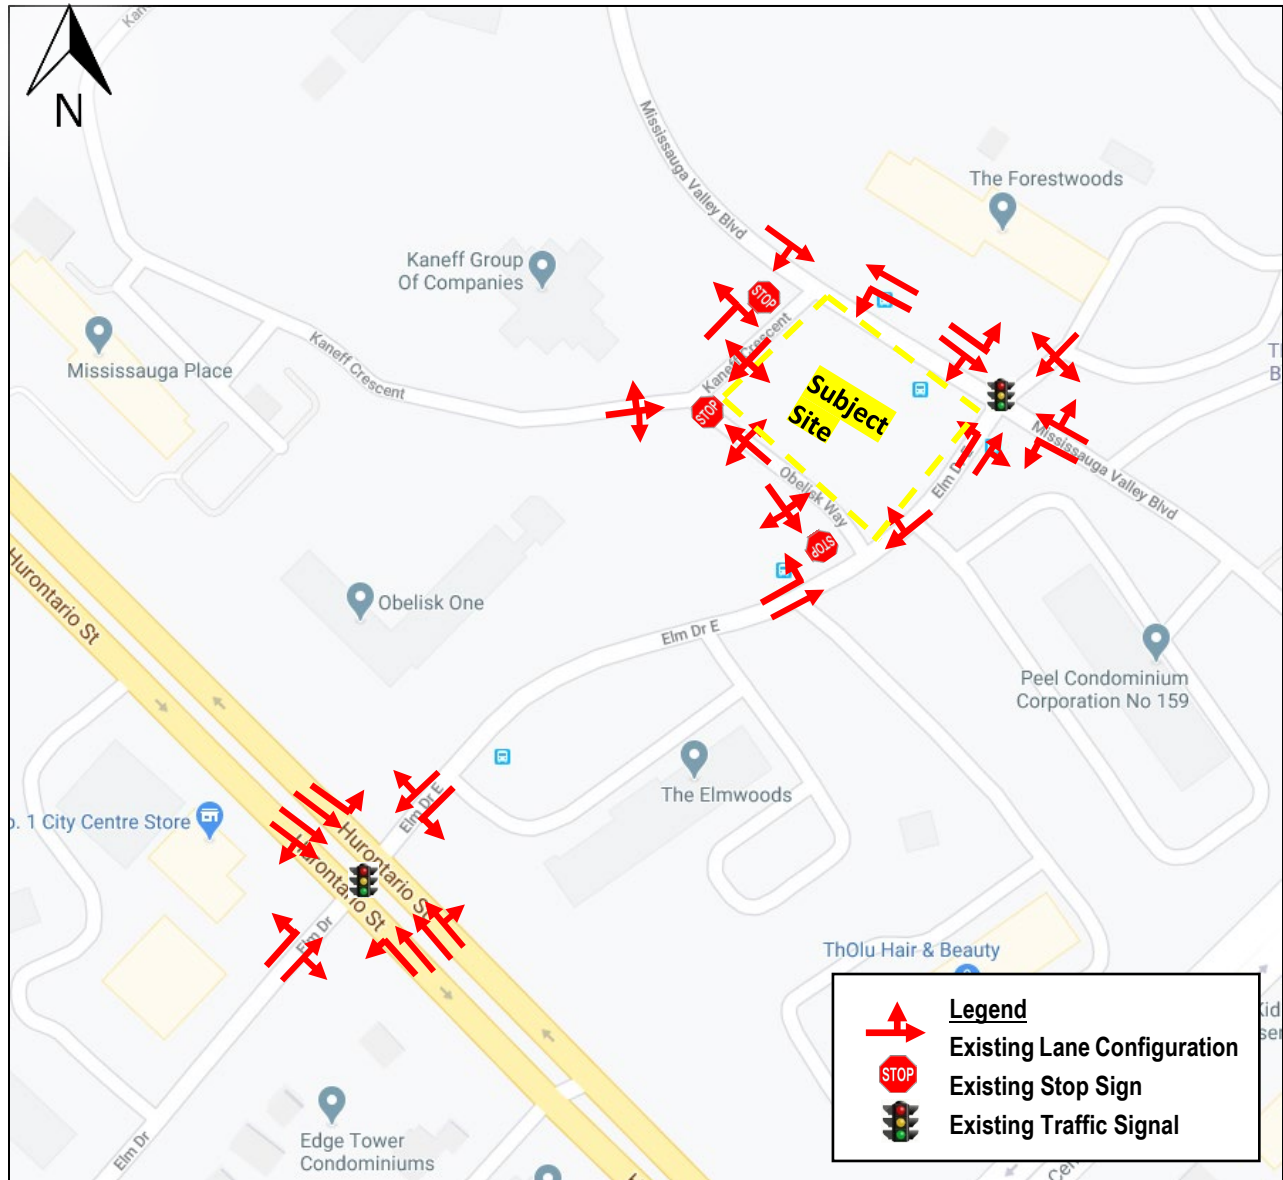 Kan
N
Mississauga Valley Blvd
The Forestwoods
Kaneff Group
Of Companies
STOP
Kaneff Crescent
Mississauga Place
Kaneff Crescent
STOP
Subject
Site
Elm Dr E
Mississauga Valley Blvd
Obelisk Way
STOP
Hurontario St
Obelisk One
Elm Dr E
Peel Condominium
Corporation No 159
The Elmwoods
o. 1 City Centre Store
Elm Dr E
Hurontario St
Hurontario St
Elm Dr
ThOlu Hair & Beauty
Edge Tower
Condominiums
Elm Dr
Legend
Existing Lane Configuration
STOP
Existing Stop Sign
Existing Traffic Signal